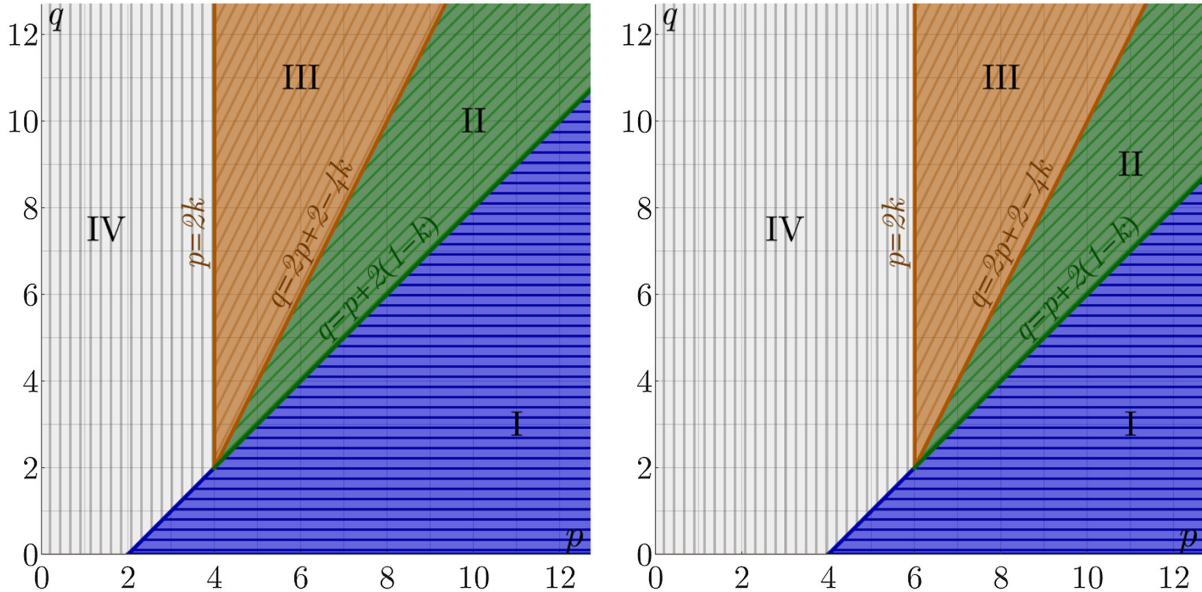 q
12
10
8
6
4
2
0
0 2 4 6 8 10 12
p
IV
III
II
I
p=2k
q=2p+2−4k
q=p+2(1−k)
q
12
10
8
6
4
2
0
0 2 4 6 8 10 12
p
IV
III
II
I
p=2k
q=2p+2−4k
q=p+2(1−k)